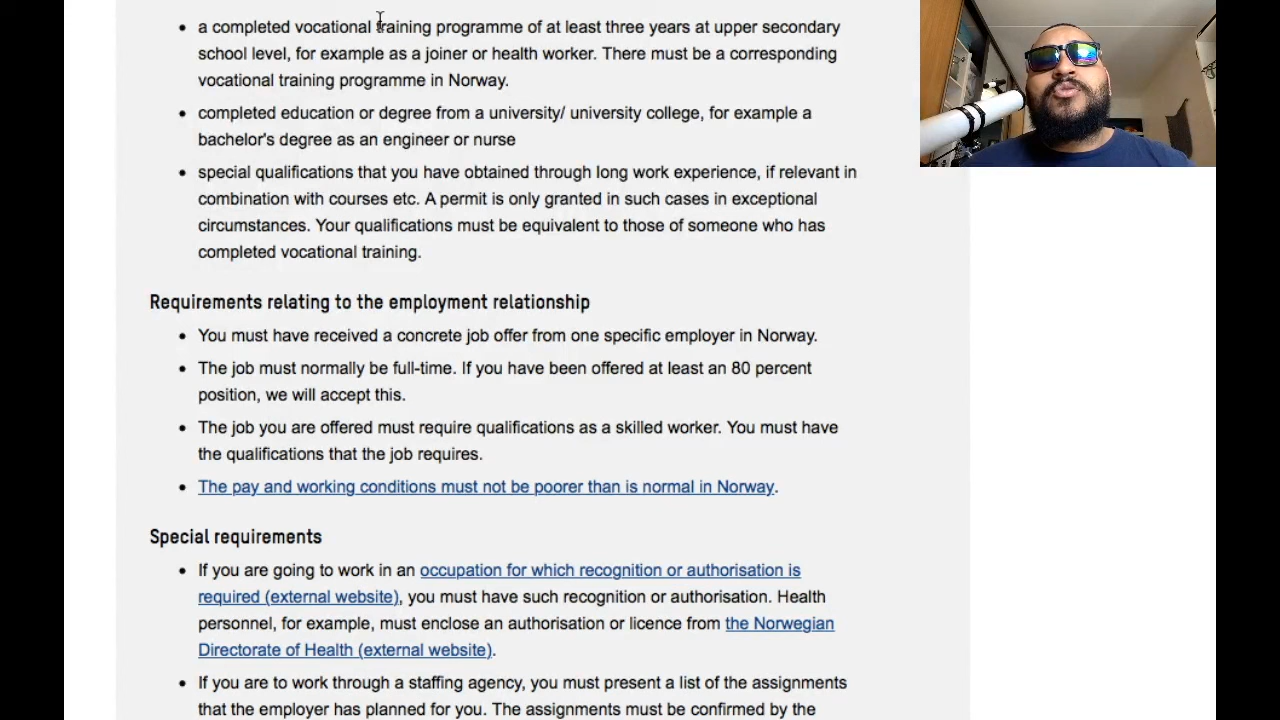 a completed vocational training programme of at least three years at upper secondary
school level, for example as a joiner or health worker. There must be a corresponding
vocational training programme in Norway.
completed education or degree from a university/ university college, for example a
bachelor's degree as an engineer or nurse
special qualifications that you have obtained through long work experience, if relevant in
combination with courses etc. A permit is only granted in such cases in exceptional
circumstances. Your qualifications must be equivalent to those of someone who has
completed vocational training.
Requirements relating to the employment relationship
You must have received a concrete job offer from one specific employer in Norway.
The job must normally be full-time. If you have been offered at least an 80 percent
position, we will accept this.
The job you are offered must require qualifications as a skilled worker. You must have
the qualifications that the job requires.
The pay and working conditions must not be poorer than is normal in Norway.
Special requirements
If you are going to work in an occupation for which recognition or authorisation is
required (external website), you must have such recognition or authorisation. Health
personnel, for example, must enclose an authorisation or licence from the Norwegian
Directorate of Health (external website).
If you are to work through a staffing agency, you must present a list of the assignments
that the employer has planned for you. The assignments must be confirmed by the